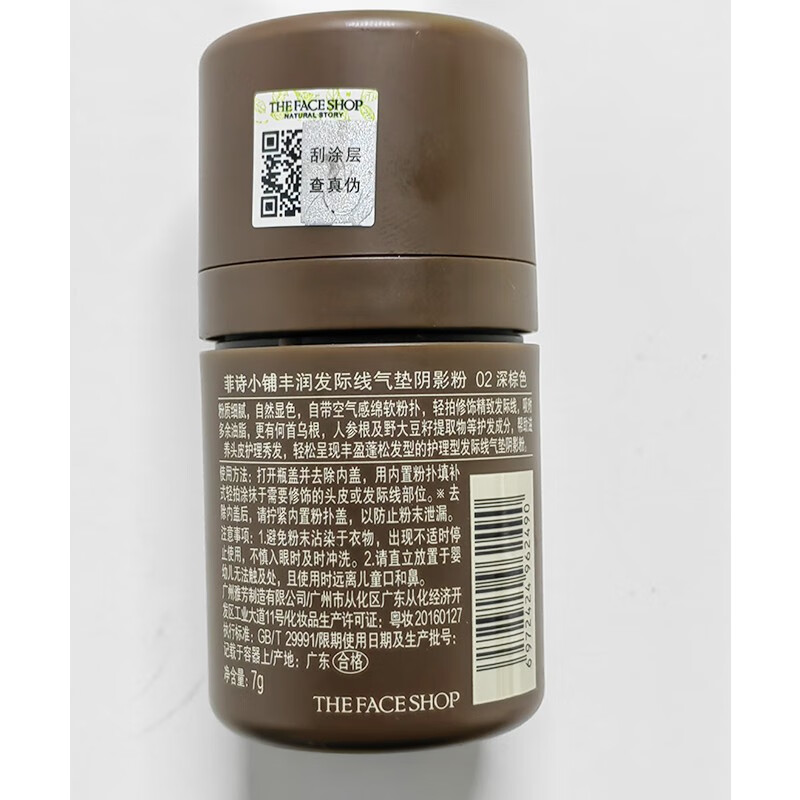 THE FACE SHOP
NATURAL STORY
刮涂层
查真伪
菲诗小铺丰润发际线气垫阴影粉 02 深棕色
粉质细腻，自然显色，自带空气感绵软粉扑，轻拍修饰精致发际线，吸附
多余油脂，更有何首乌根，人参根及野大豆籽提取物等护发成分，帮助滋
养头皮护理秀发，轻松呈现丰盈蓬松发型的护理型发际线气垫阴影粉。
使用方法：打开瓶盖并去除内盖，用内置粉扑填补
式轻拍涂抹于需要修饰的头皮或发际线部位。※ 去
除内盖后，请拧紧内置粉扑盖，以防止粉末泄漏。
注意事项：1.避免粉末沾染于衣物，出现不适时停
止使用，不慎入眼时及时冲洗。2.请直立放置于婴
幼儿无法触及处，且使用时远离儿童口和鼻。
广州雅芳制造有限公司/广州市从化区广东从化经济开
发区工业大道11号/化妆品生产许可证：粤妆20160127
执行标准：GB/T 29991/限期使用日期及生产批号：
记载于容器上/产地：广东 合格
净含量：7g
6972424962490
THE FACE SHOP